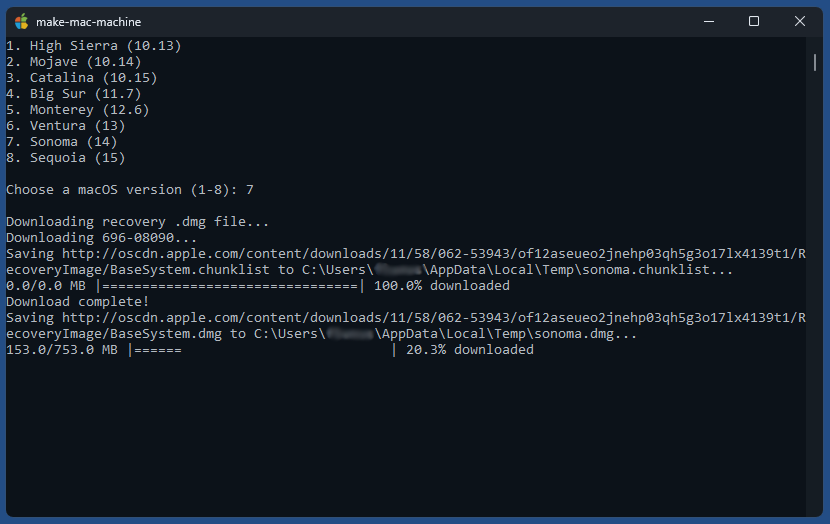 make-mac-machine
1. High Sierra (10.13)
2. Mojave (10.14)
3. Catalina (10.15)
4. Big Sur (11.7)
5. Monterey (12.6)
6. Ventura (13)
7. Sonoma (14)
8. Sequoia (15)
Choose a macOS version (1-8): 7
Downloading recovery .dmg file...
Downloading 696-08090...
Saving http://oscdn.apple.com/content/downloads/11/58/062-53943/of12aseueo2jnehp03qh5g3o17lx4139t1/R
ecoveryImage/BaseSystem.chunklist to C:\Users\ \AppData\Local\Temp\sonoma.chunklist...
0.0/0.0 MB |================================| 100.0% downloaded
Download complete!
Saving http://oscdn.apple.com/content/downloads/11/58/062-53943/of12aseueo2jnehp03qh5g3o17lx4139t1/R
ecoveryImage/BaseSystem.dmg to C:\Users\ \AppData\Local\Temp\sonoma.dmg...
153.0/753.0 MB |======                          | 20.3% downloaded